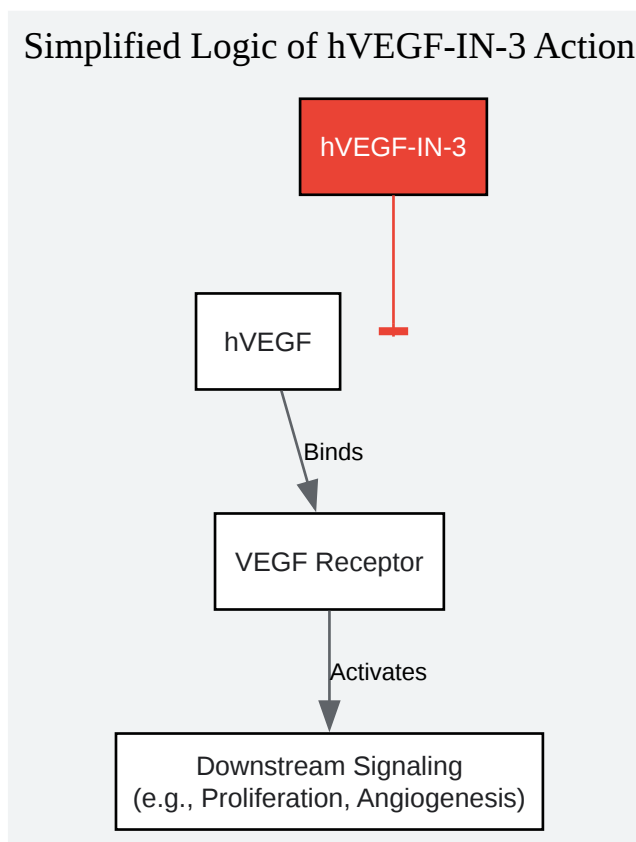 Simplified Logic of hVEGF-IN-3 Action
hVEGF-IN-3
hVEGF
Binds
VEGF Receptor
Activates
Downstream Signaling
(e.g., Proliferation, Angiogenesis)